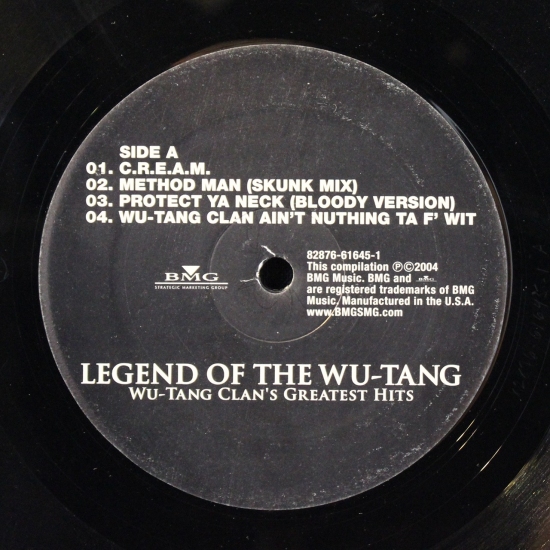 SIDE A
01. C.R.E.A.M.
02. METHOD MAN (SKUNK MIX)
03. PROTECT YA NECK (BLOODY VERSION)
04. WU-TANG CLAN AIN'T NUTHING TA F' WIT
BMG
STRATEGIC MARKETING GROUP
82876-61645-1
This compilation ℗©2004
BMG Music. BMG and BMG
are registered trademarks of BMG
Music/Manufactured in the U.S.A.
www.BMGSMG.com
LEGEND OF THE WU-TANG
WU-TANG CLAN'S GREATEST HITS